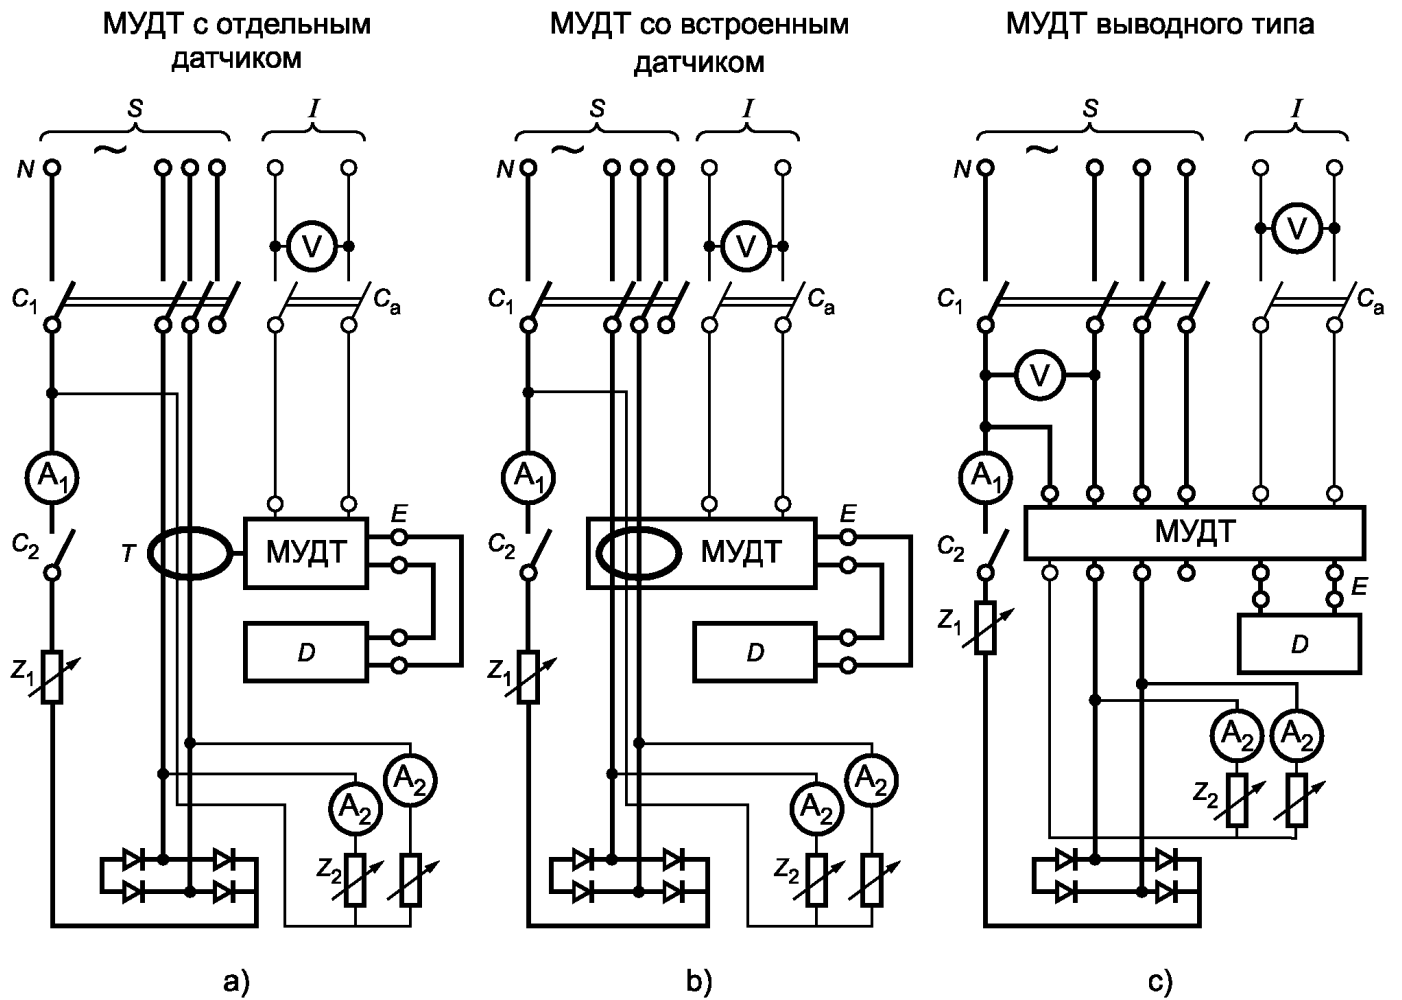 МУДТ с отдельным
датчиком
МУДТ со встроенным
датчиком
МУДТ выводного типа
S I S I S I
~ ~ ~
N N N
V V V
C1 Ca C1 Ca C1 Ca
V
A1 A1 A1
C2 T МУДТ E C2 МУДТ E C2 МУДТ E
Z1 D Z1 D Z1 D
A2 A2 A2 A2 A2 A2
Z2 Z2 Z2
a) b) c)